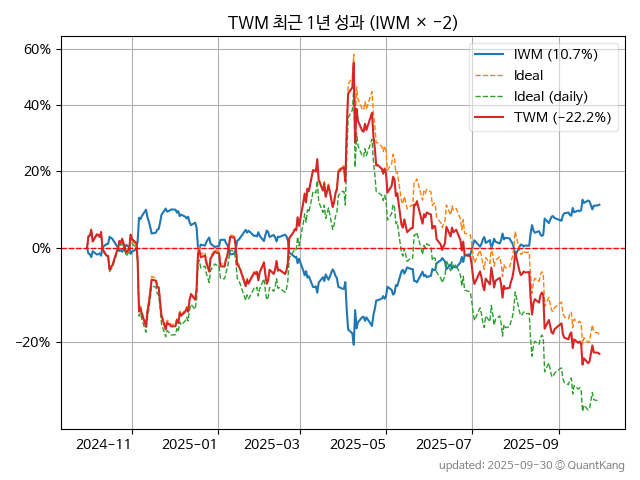 TWM 최근 1년 성과 (IWM × −2)
IWM (10.7%)
Ideal
Ideal (daily)
TWM (−22.2%)
60%
40%
20%
0%
−20%
2024−11
2025−01
2025−03
2025−05
2025−07
2025−09
updated: 2025−09−30 © QuantKang